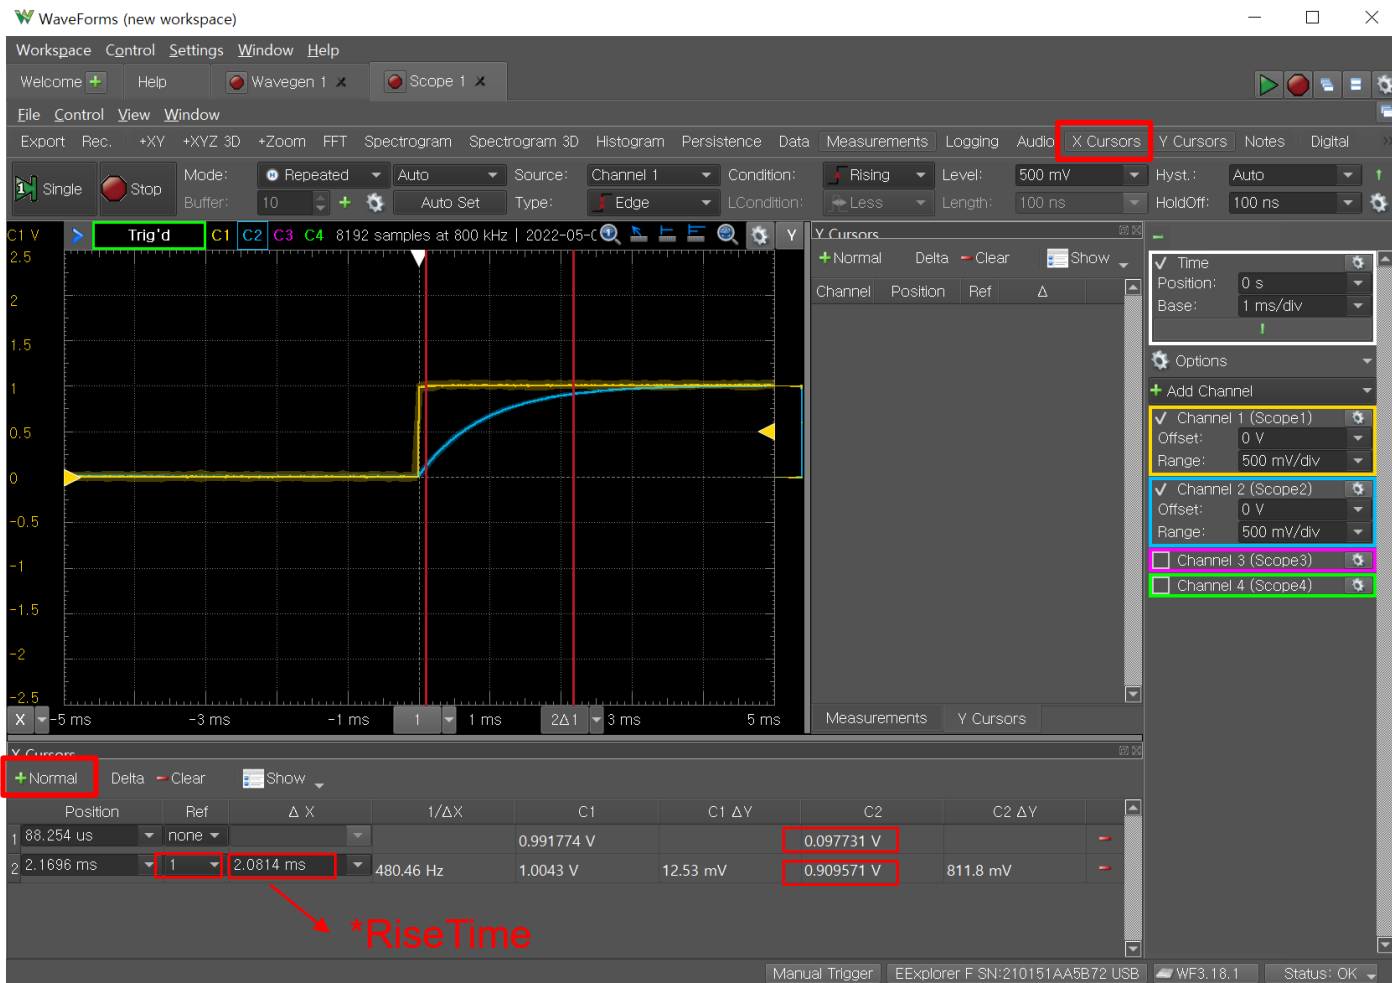 WaveForms (new workspace)
Workspace Control Settings Window Help
Welcome Help Wavegen 1 Scope 1
File Control View Window
Export Rec. +XY +XYZ 3D +Zoom FFT Spectrogram Spectrogram 3D Histogram Persistence Data Measurements Logging Audio X Cursors Y Cursors Notes Digital
Single Stop Mode: Repeated Auto Source: Channel 1 Condition: Rising Level: 500 mV Hyst.: Auto
Buffer: 10 Auto Set Type: Edge LCondition: Less Length: 100 ns HoldOff: 100 ns
C1 V Trig'd C1 C2 C3 C4 8192 samples at 800 kHz | 2022-05-0 Y
2.5
2
1.5
1
0.5
0
-0.5
-1
-1.5
-2
-2.5
X -5 ms -3 ms -1 ms 1 1 ms 2Δ1 3 ms 5 ms
Y Cursors
Normal Delta Clear Show
Channel Position Ref Δ
Measurements Y Cursors
Time
Position: 0 s
Base: 1 ms/div
Options
Add Channel
Channel 1 (Scope1)
Offset: 0 V
Range: 500 mV/div
Channel 2 (Scope2)
Offset: 0 V
Range: 500 mV/div
Channel 3 (Scope3)
Channel 4 (Scope4)
X Cursors
Normal Delta Clear Show
Position Ref Δ X 1/ΔX C1 C1 ΔY C2 C2 ΔY
1 88.254 us none 0.991774 V 0.097731 V
2 2.1696 ms 1 2.0814 ms 480.46 Hz 1.0043 V 12.53 mV 0.909571 V 811.8 mV
*RiseTime
Manual Trigger EExplorer F SN:210151AA5B72 USB WF3.18.1 Status: OK